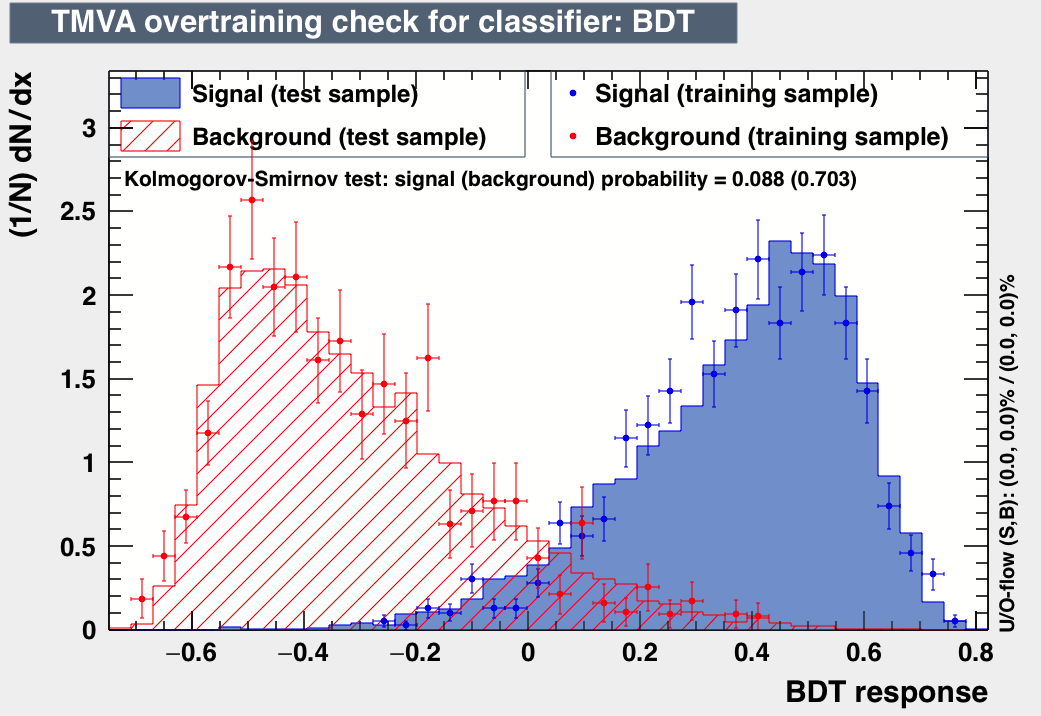 TMVA overtraining check for classifier: BDT
Signal (test sample)
Background (test sample)
Signal (training sample)
Background (training sample)
Kolmogorov-Smirnov test: signal (background) probability = 0.088 (0.703)
(1/N) dN/dx
3
2.5
2
1.5
1
0.5
0
−0.6 −0.4 −0.2 0 0.2 0.4 0.6 0.8
BDT response
U/O-flow (S,B): (0.0, 0.0)% / (0.0, 0.0)%